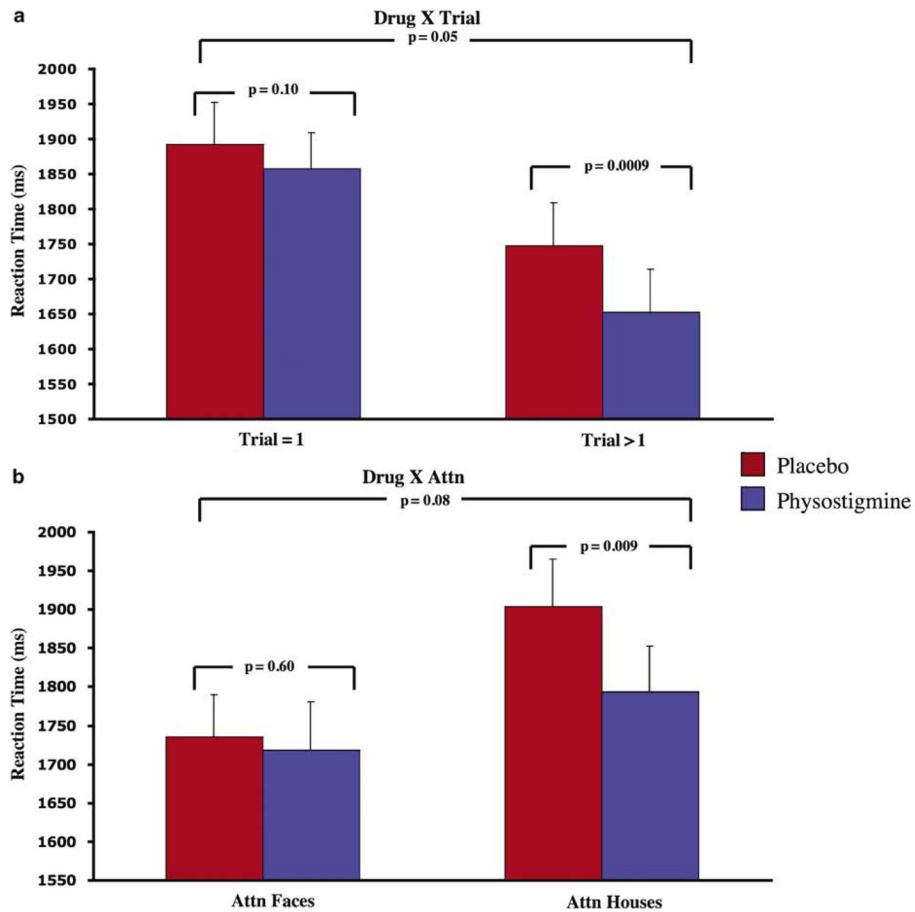 a
Drug X Trial
p = 0.05
2000
1950
1900
1850
1800
1750
1700
1650
1600
1550
1500
Reaction Time (ms)
p = 0.10
p = 0.0009
Trial = 1
Trial > 1
Placebo
Physostigmine
b
Drug X Attn
p = 0.08
2000
1950
1900
1850
1800
1750
1700
1650
1600
1550
Reaction Time (ms)
p = 0.60
p = 0.009
Attn Faces
Attn Houses